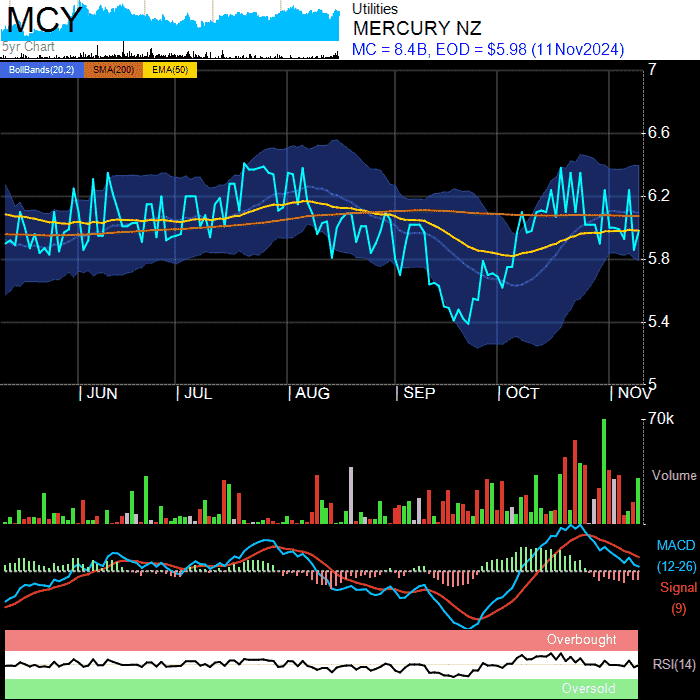 MCY
5yr Chart
Utilities
MERCURY NZ
MC = 8.4B, EOD = $5.98 (11Nov2024)
BollBands(20,2) SMA(200) EMA(50)
7
6.6
6.2
5.8
5.4
5
JUN JUL AUG SEP OCT NOV
70k
Volume
MACD
(12-26)
Signal
(9)
Overbought
RSI(14)
Oversold